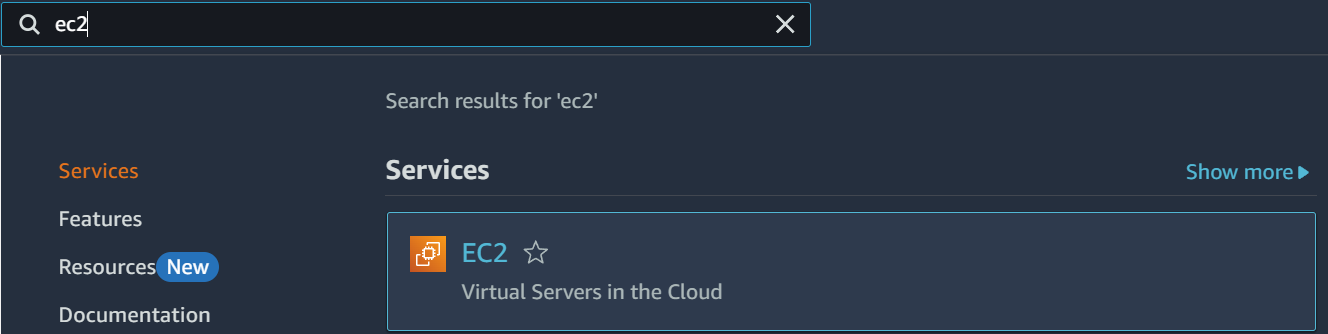 ec2
Search results for 'ec2'
Services
Features
Resources New
Documentation
Services
Show more
EC2
Virtual Servers in the Cloud